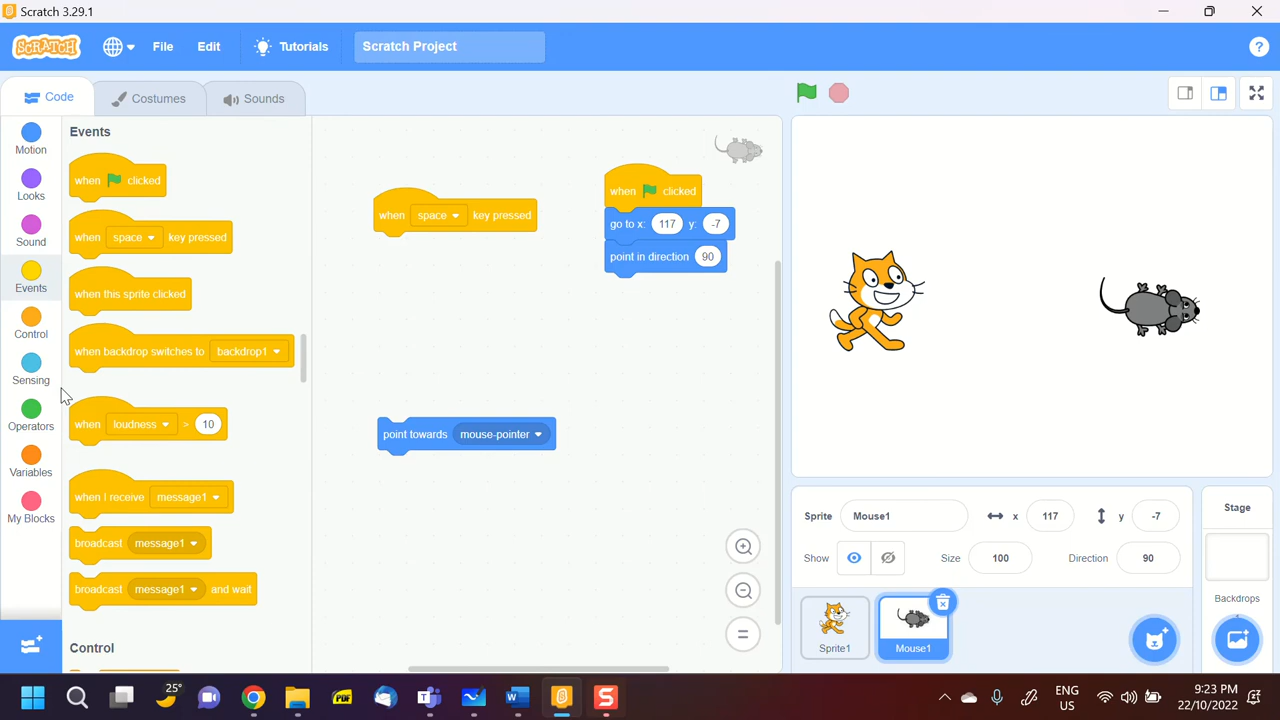 Scratch 3.29.1
SCRATCH File Edit Tutorials Scratch Project ?
Code Costumes Sounds
Motion
Looks
Sound
Events
Control
Sensing
Operators
Variables
My Blocks
Events
when clicked
when space key pressed
when this sprite clicked
when backdrop switches to backdrop1
when loudness > 10
when I receive message1
broadcast message1
broadcast message1 and wait
Control
when space key pressed
when clicked
go to x: 117 y: -7
point in direction 90
point towards mouse-pointer
Sprite Mouse1 x 117 y -7
Show Size 100 Direction 90
Sprite1
Mouse1
Stage
Backdrops
25°
PDF
T
W
S
ENG
US
9:23 PM
22/10/2022